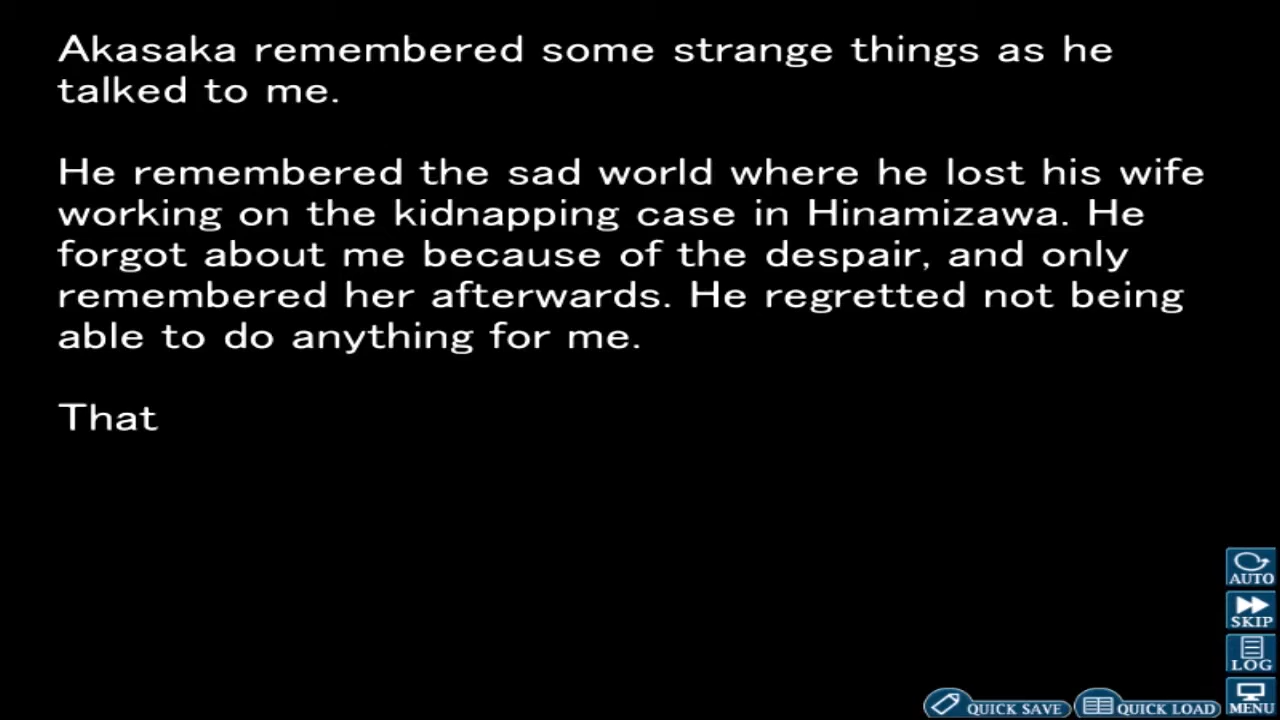 Akasaka remembered some strange things as he
talked to me.
He remembered the sad world where he lost his wife
working on the kidnapping case in Hinamizawa. He
forgot about me because of the despair, and only
remembered her afterwards. He regretted not being
able to do anything for me.
That
AUTO
SKIP
LOG
MENU
QUICK SAVE
QUICK LOAD